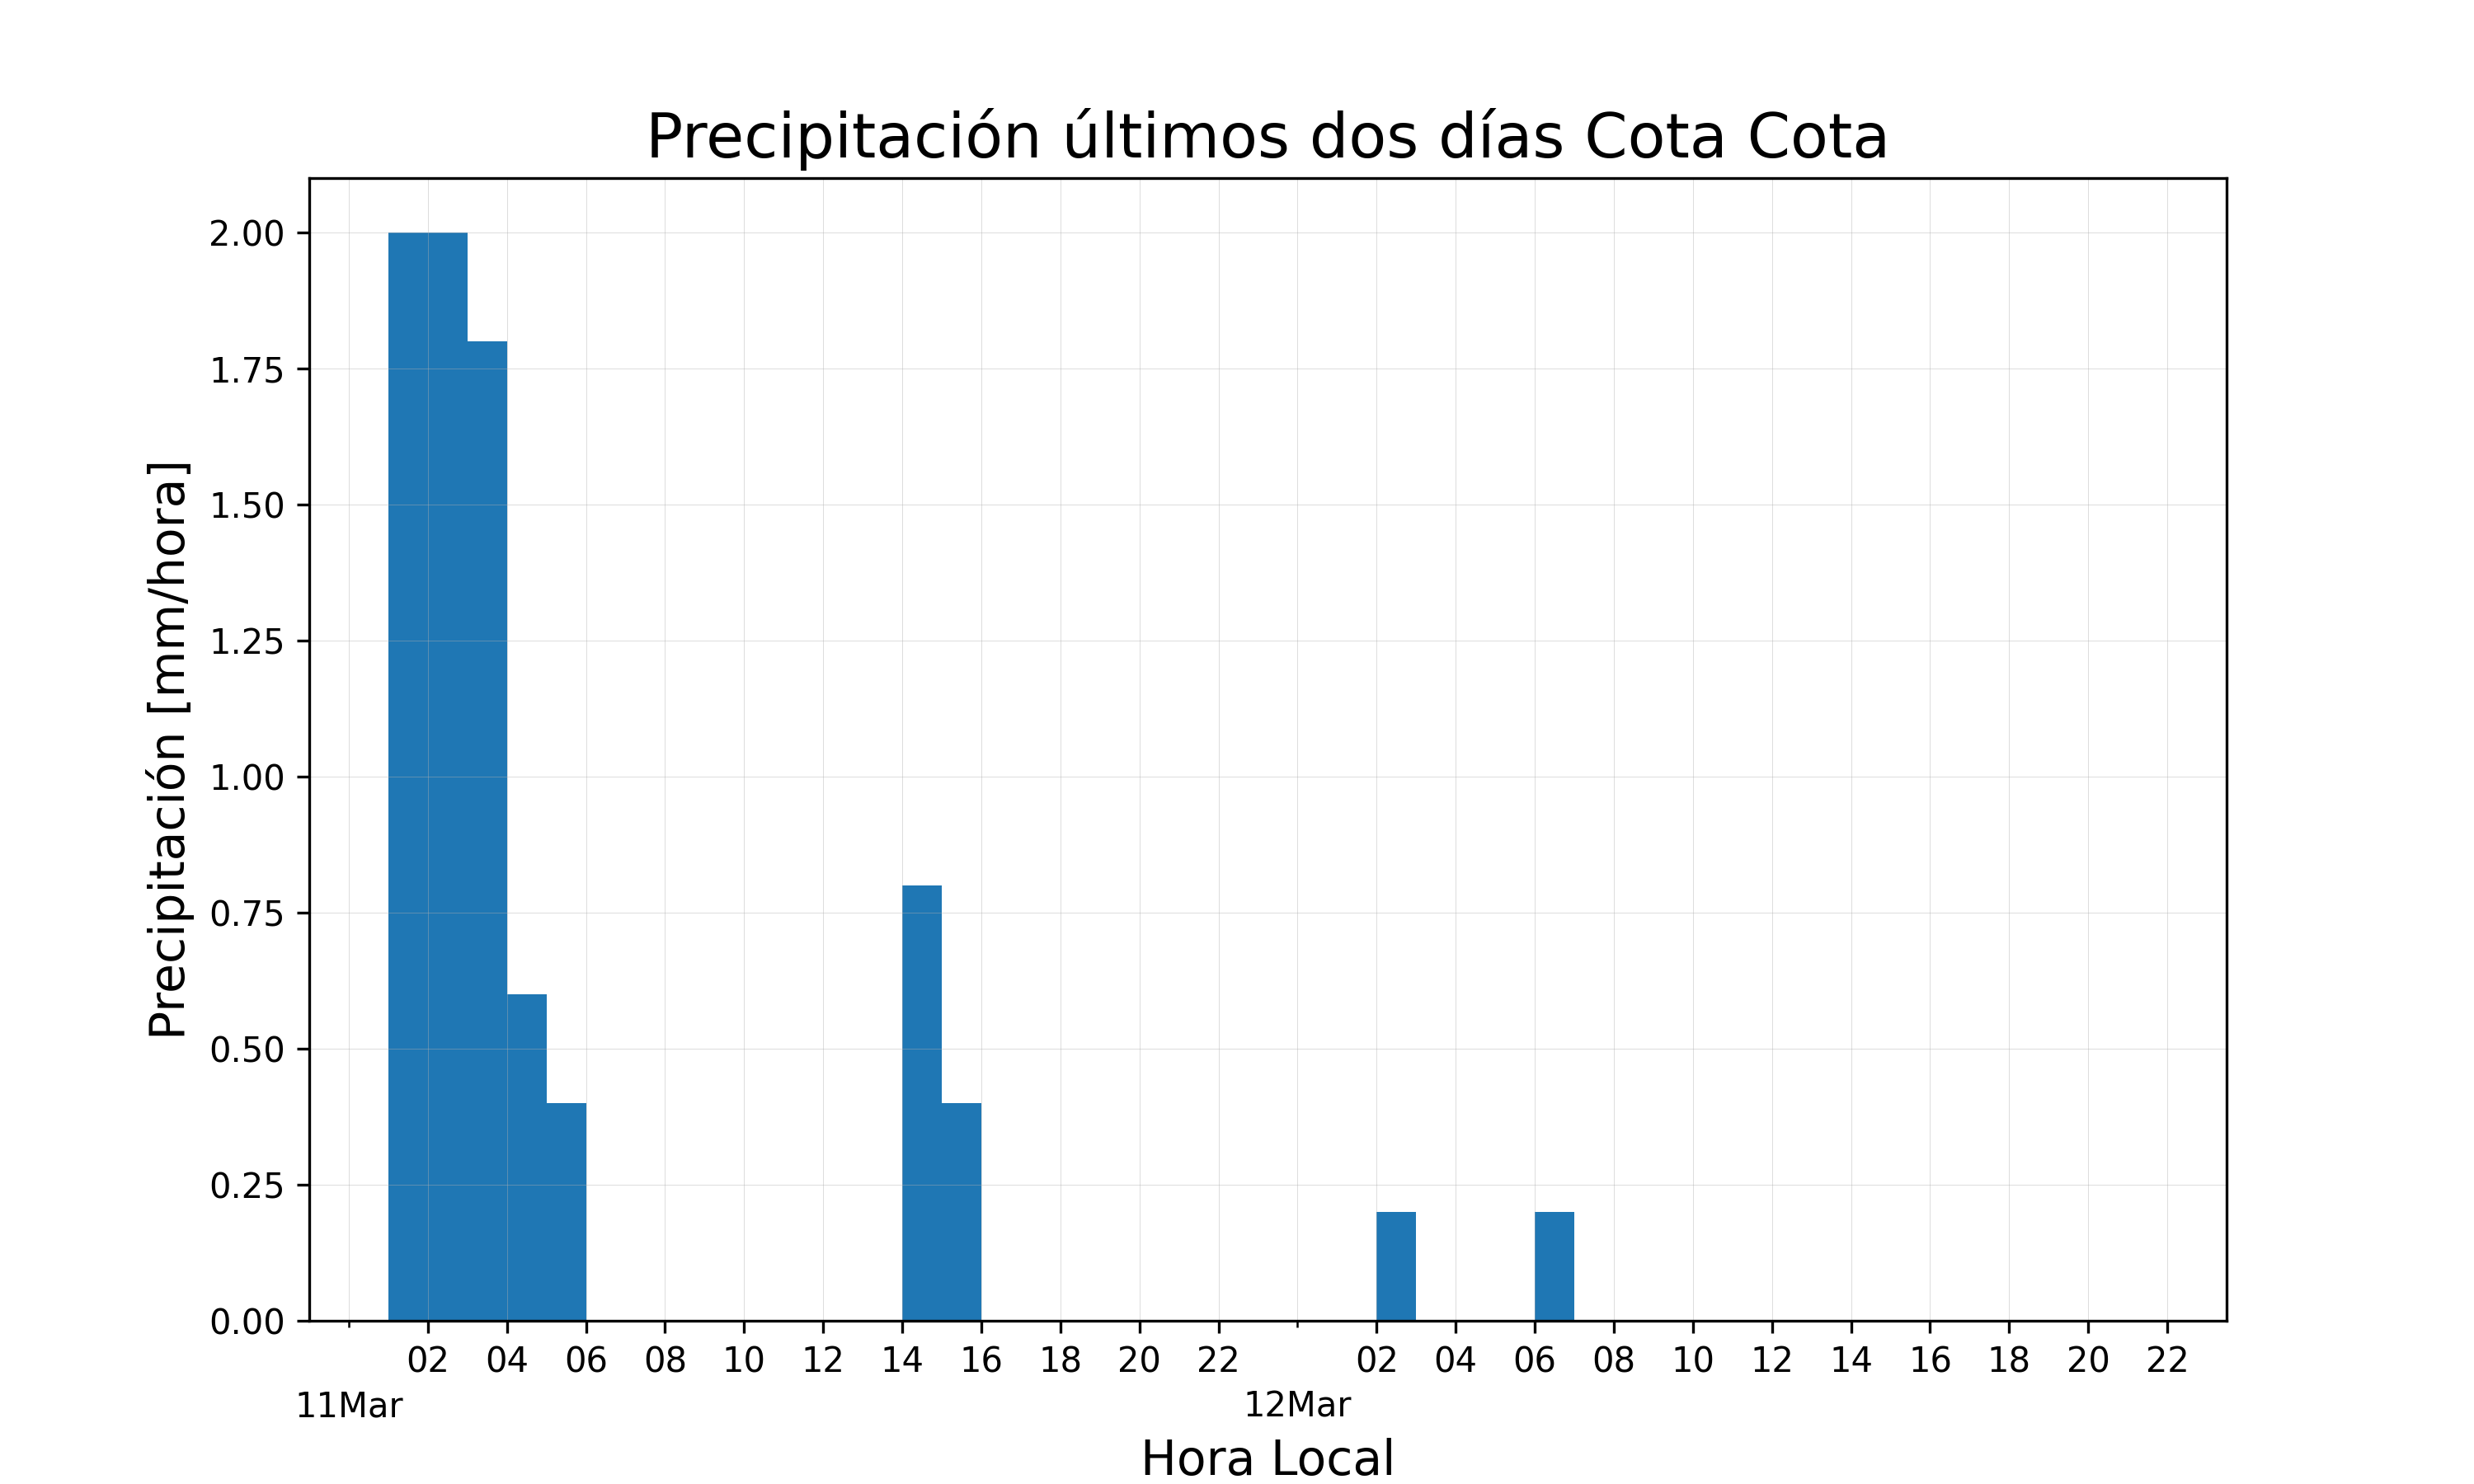 Precipitación últimos dos días Cota Cota
Precipitación [mm/hora]
2.00
1.75
1.50
1.25
1.00
0.75
0.50
0.25
0.00
02 04 06 08 10 12 14 16 18 20 22 02 04 06 08 10 12 14 16 18 20 22
11Mar 12Mar
Hora Local